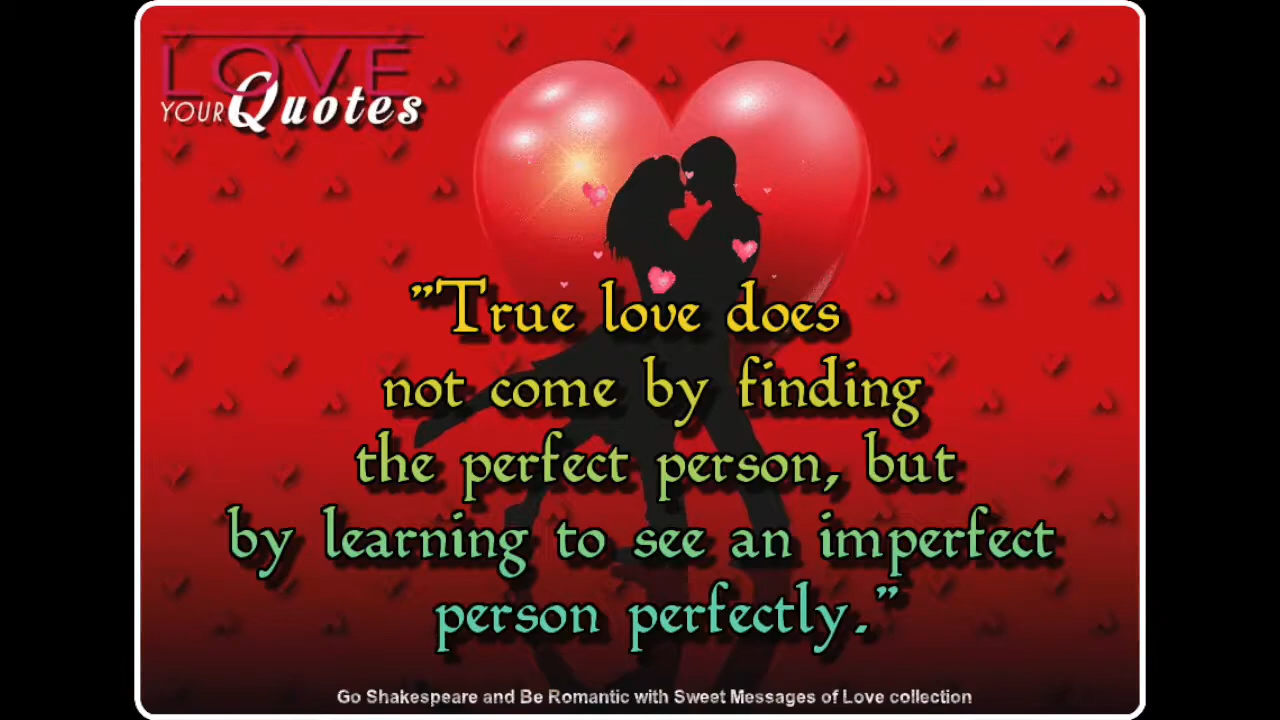 LOVE
YOUR Quotes
"True love does
not come by finding
the perfect person, but
by learning to see an imperfect
person perfectly."
Go Shakespeare and Be Romantic with Sweet Messages of Love collection